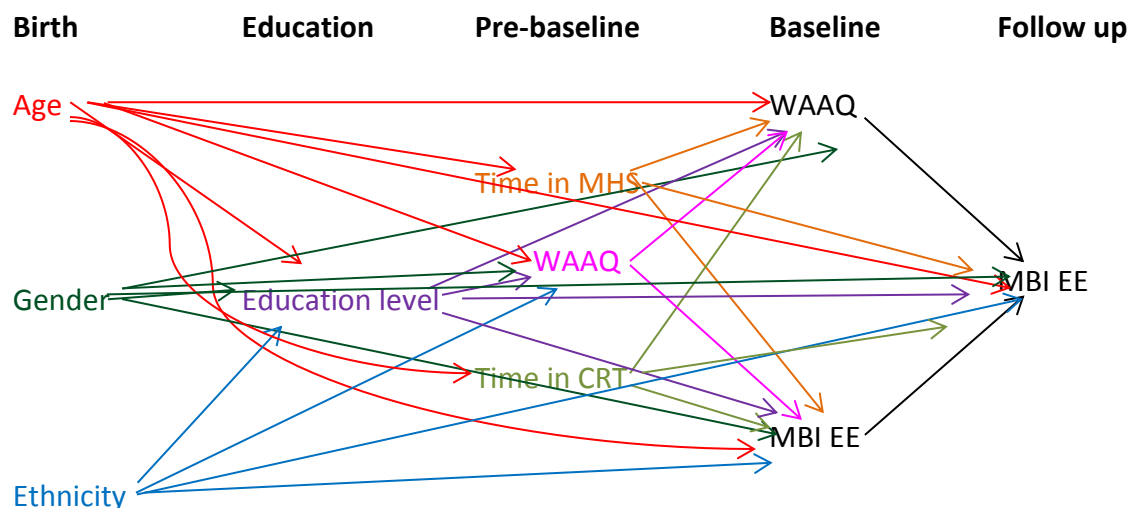 Birth Education Pre-baseline Baseline Follow up
Age WAAQ
Time in MHS
WAAQ
Gender Education level MBI EE
Time in CRT
MBI EE
Ethnicity